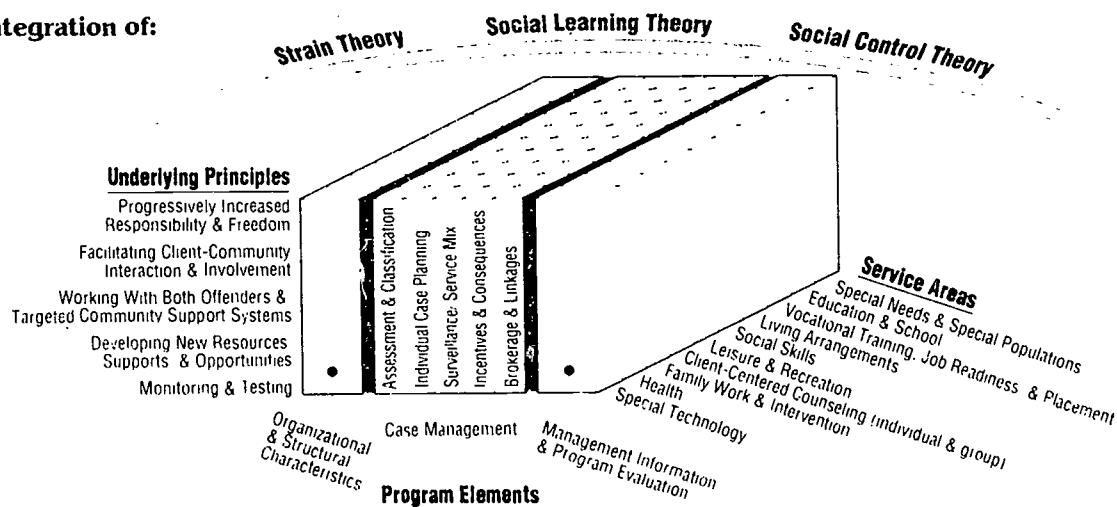 ntegration of:
Strain Theory
Social Learning Theory
Social Control Theory
Underlying Principles
Progressively Increased
Responsibility & Freedom
Facilitating Client-Community
Interaction & Involvement
Working With Both Offenders &
Targeted Community Support Systems
Developing New Resources
Supports & Opportunities
Monitoring & Testing
Assessment & Classification
Individual Case Planning
Surveillance/Service Mix
Incentives & Consequences
Brokerage & Linkages
Service Areas
Special Needs & Special Populations
Education & School
Vocational Training, Job Readiness & Placement
Living Arrangements
Social Skills
Leisure & Recreation
Client-Centered Counseling (individual & group)
Family Work & Intervention
Health
Special Technology
Organizational
& Structural
Characteristics
Case Management
Management Information
& Program Evaluation
Program Elements